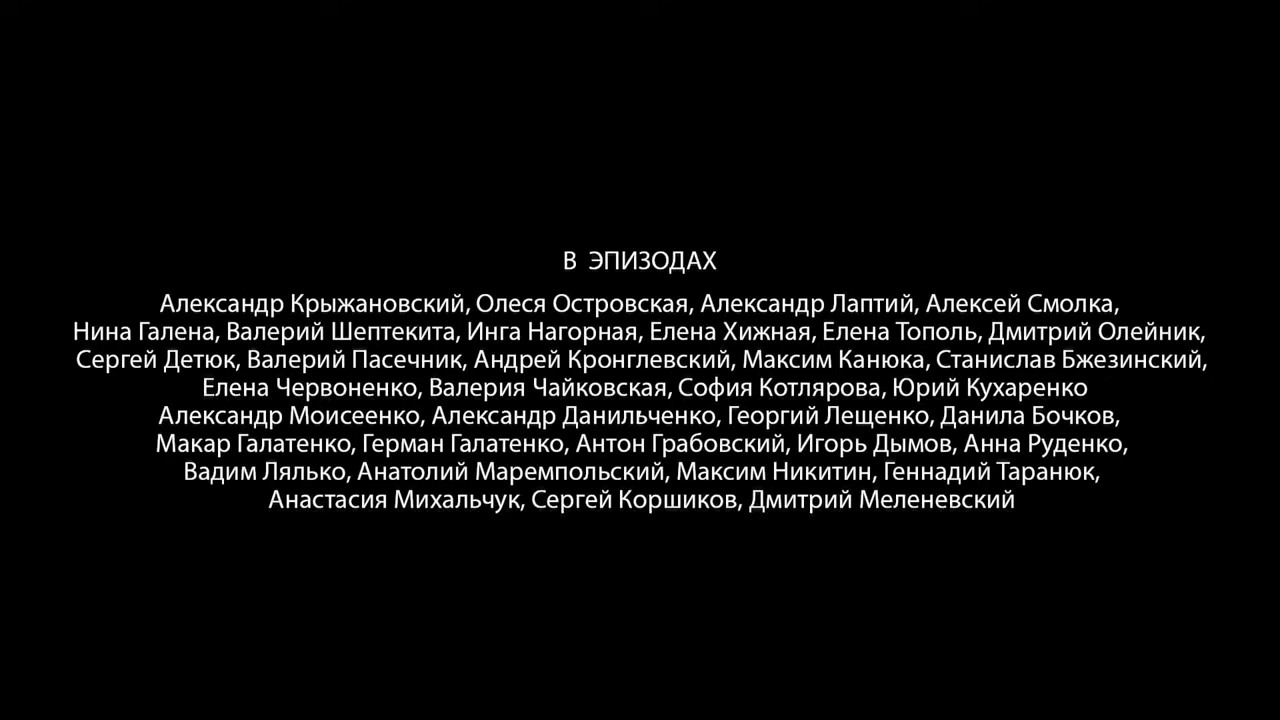 В ЭПИЗОДАХ
Александр Крыжановский, Олеся Островская, Александр Лаптий, Алексей Смолка,
Нина Галена, Валерий Шептекита, Инга Нагорная, Елена Хижная, Елена Тополь, Дмитрий Олейник,
Сергей Детюк, Валерий Пасечник, Андрей Кронглевский, Максим Канюка, Станислав Бжезинский,
Елена Червоненко, Валерия Чайковская, София Котлярова, Юрий Кухаренко
Александр Моисеенко, Александр Данильченко, Георгий Лещенко, Данила Бочков,
Макар Галатенко, Герман Галатенко, Антон Грабовский, Игорь Дымов, Анна Руденко,
Вадим Лялько, Анатолий Маремпольский, Максим Никитин, Геннадий Таранюк,
Анастасия Михальчук, Сергей Коршиков, Дмитрий Меленевский